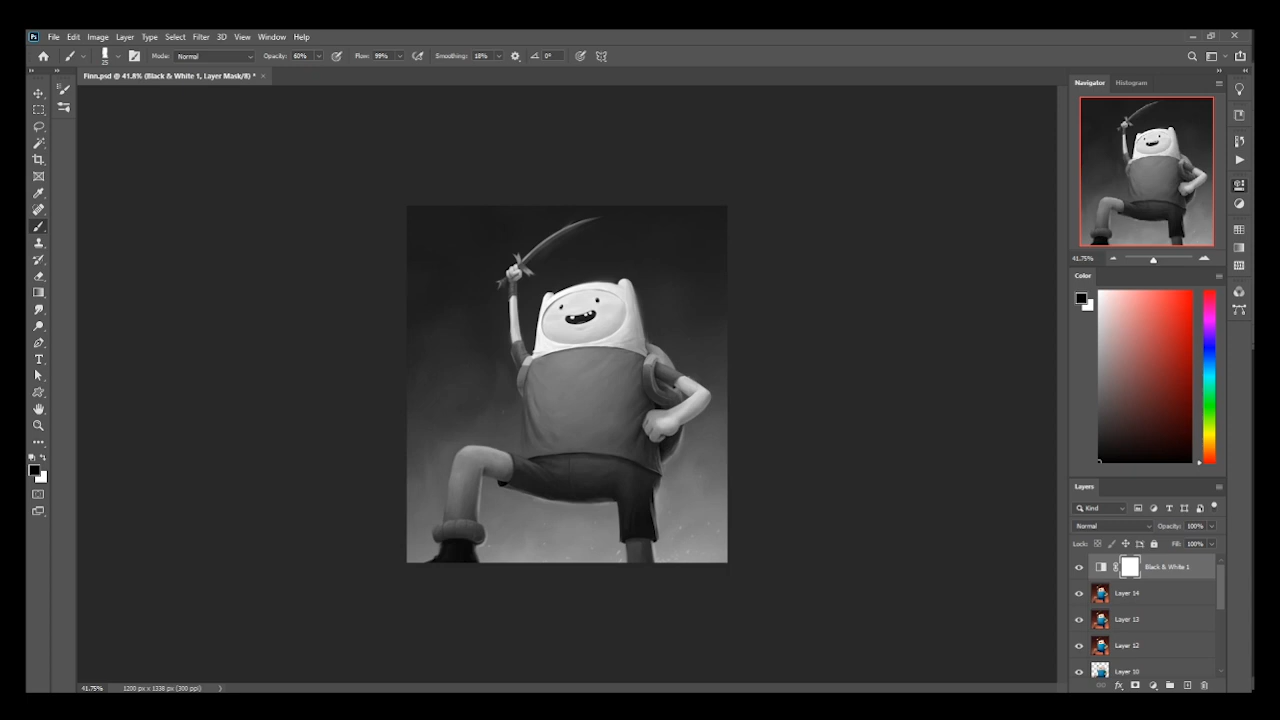 Ps File Edit Image Layer Type Select Filter 3D View Window Help
25 Mode: Normal Opacity: 60% Flow: 99% Smoothing: 18% 0°
Finn.psd @ 41.8% (Black & White 1, Layer Mask/8) * ×
Navigator Histogram
41.75%
Color
Layers
Kind
Normal Opacity: 100%
Lock: Fill: 100%
Black & White 1
Layer 14
Layer 13
Layer 12
Layer 10
fx
41.75% 1200 px x 1338 px (300 ppi)